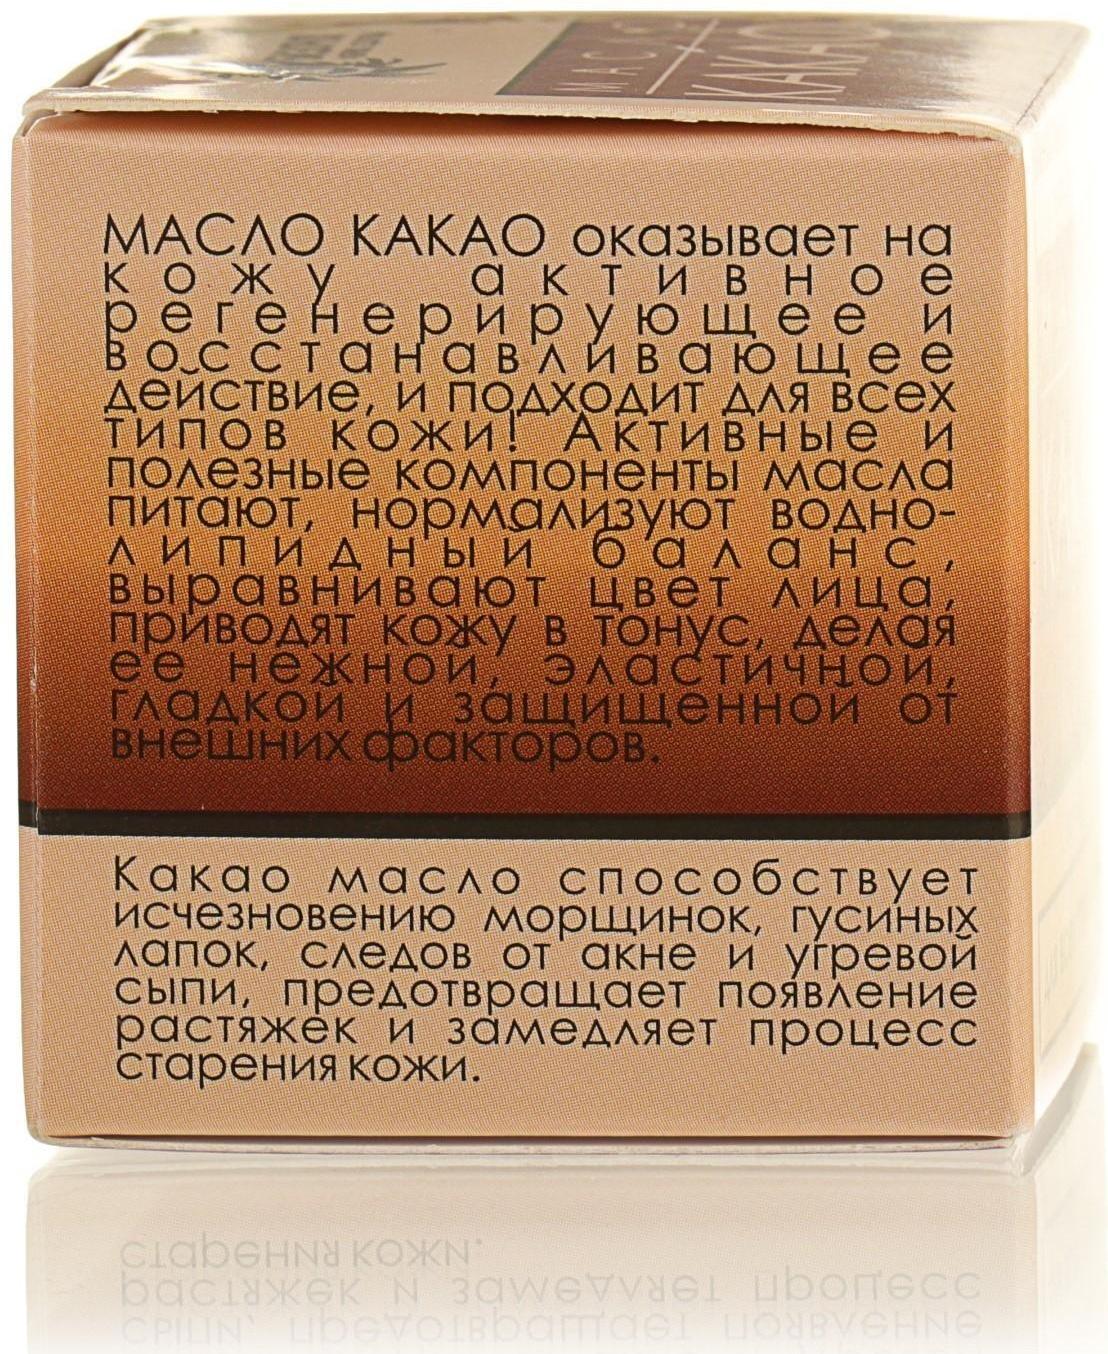 МАСЛО
КАКАО
МАСЛО КАКАО оказывает на
кожу активное
регенерирующее и
восстанавливающее
действие, и подходит для всех
типов кожи! Активные и
полезные компоненты масла
питают, нормализуют водно-
липидный баланс,
выравнивают цвет лица,
приводят кожу в тонус, делая
ее нежной, эластичной,
гладкой и защищенной от
внешних факторов.
Какао масло способствует
исчезновению морщинок, гусиных
лапок, следов от акне и угревой
сыпи, предотвращает появление
растяжек и замедляет процесс
старения кожи.